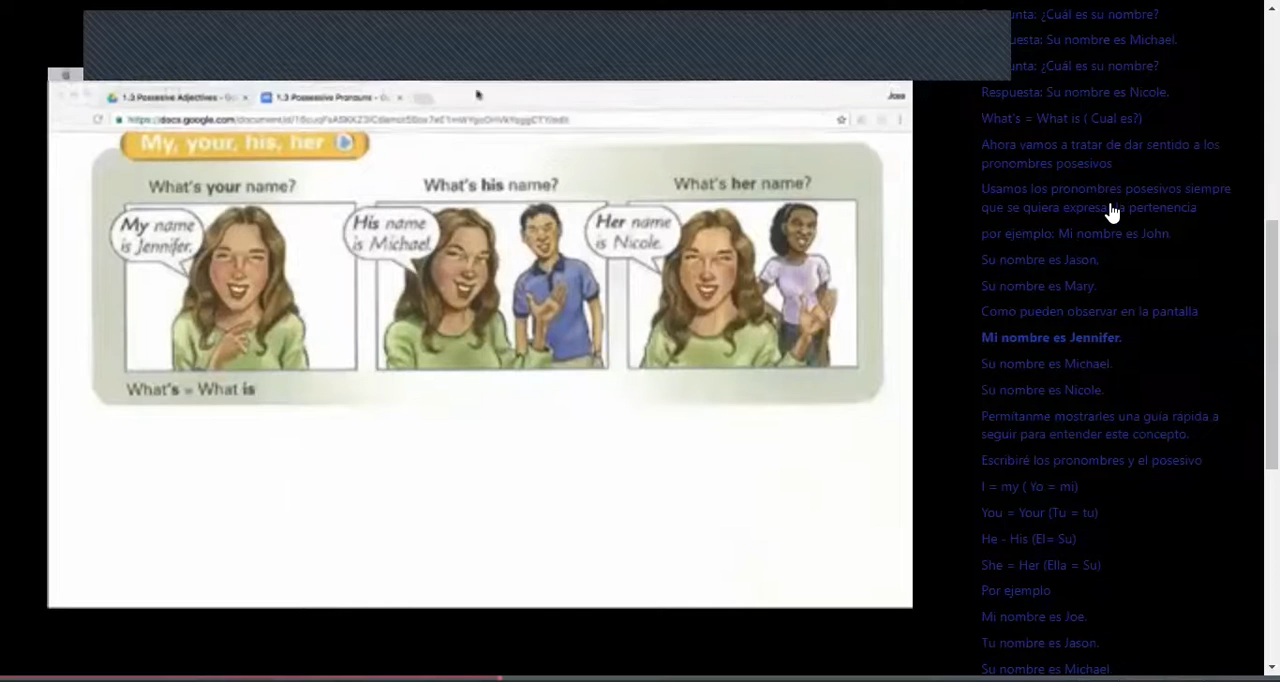 1.3 Possesive Adjectives -
1.3 Possessive Pronouns -
Joss
My, your, his, her
What's your name?
What's his name?
What's her name?
My name
is Jennifer.
His name
is Michael.
Her name
is Nicole.
What's = What is
¿Cuál es su nombre?
Su nombre es Michael.
¿Cuál es su nombre?
Respuesta: Su nombre es Nicole.
What's = What is ( Cual es?)
Ahora vamos a tratar de dar sentido a los
pronombres posesivos
Usamos los pronombres posesivos siempre
que se quiera expresar pertenencia
por ejemplo: Mi nombre es John.
Su nombre es Jason,
Su nombre es Mary.
Como pueden observar en la pantalla
Mi nombre es Jennifer.
Su nombre es Michael.
Su nombre es Nicole.
Permítanme mostrarles una guía rápida a
seguir para entender este concepto.
Escribiré los pronombres y el posesivo
I = my ( Yo = mi)
You = Your (Tu = tu)
He - His (El= Su)
She = Her (Ella = Su)
Por ejemplo
Mi nombre es Joe.
Tu nombre es Jason.
Su nombre es Michael